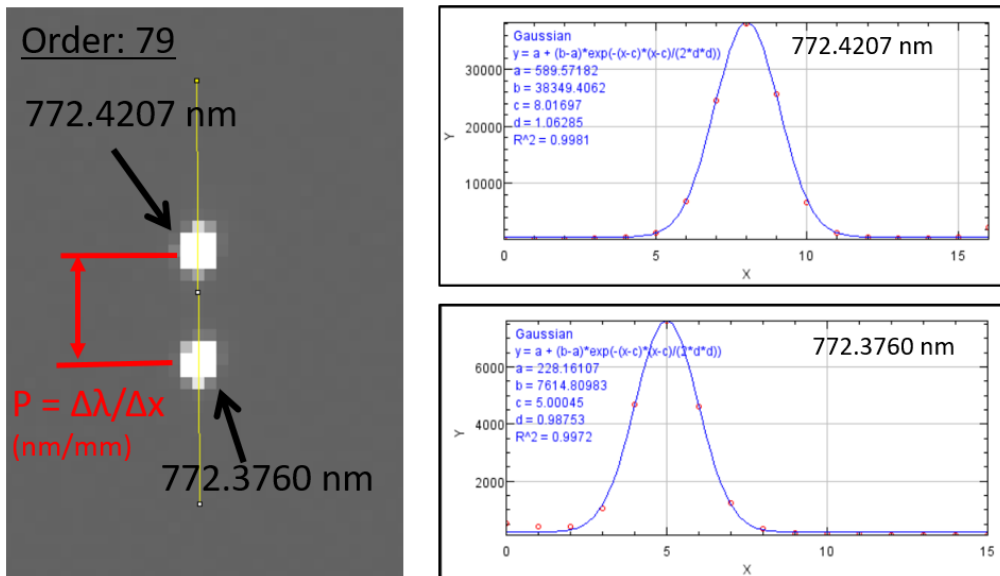 Order: 79
772.4207 nm
P = Δλ/Δx
(nm/mm)
772.3760 nm
Gaussian
y = a + (b-a)*exp(-(x-c)*(x-c)/(2*d*d))
a = 589.57182
b = 38349.4062
c = 8.01697
d = 1.06285
R^2 = 0.9981
772.4207 nm
30000
20000
10000
Y
0 5 10 15
X
Gaussian
y = a + (b-a)*exp(-(x-c)*(x-c)/(2*d*d))
a = 228.16107
b = 7614.80983
c = 5.00045
d = 0.98753
R^2 = 0.9972
772.3760 nm
6000
4000
2000
Y
0 5 10 15
X